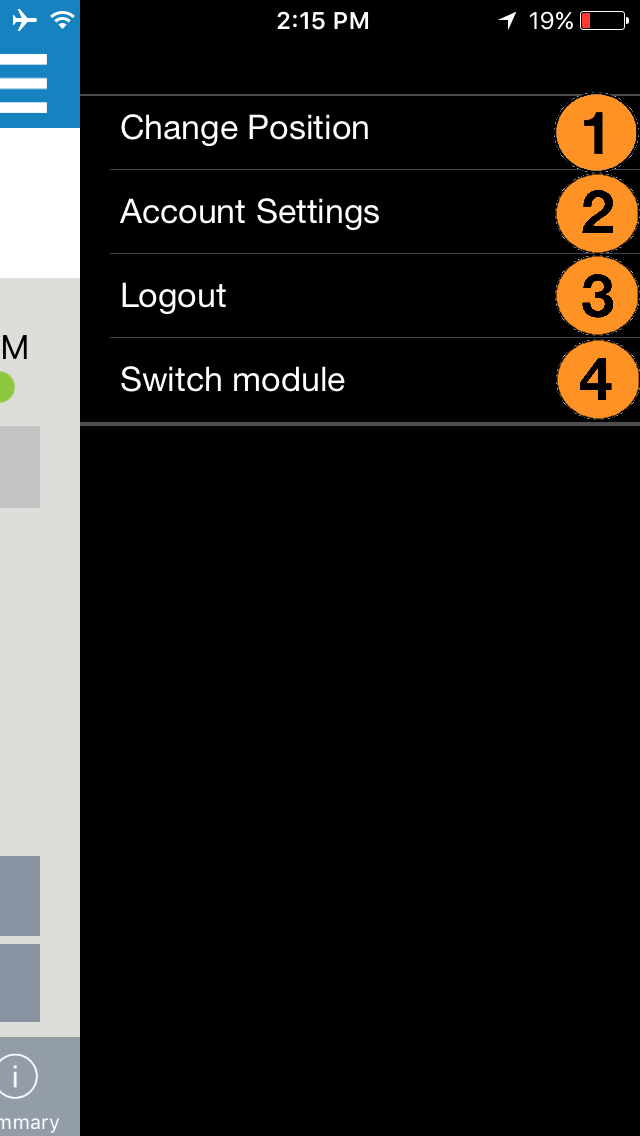 2:15 PM 19%
Change Position 1
Account Settings 2
Logout 3
Switch module 4
M
i
mmary